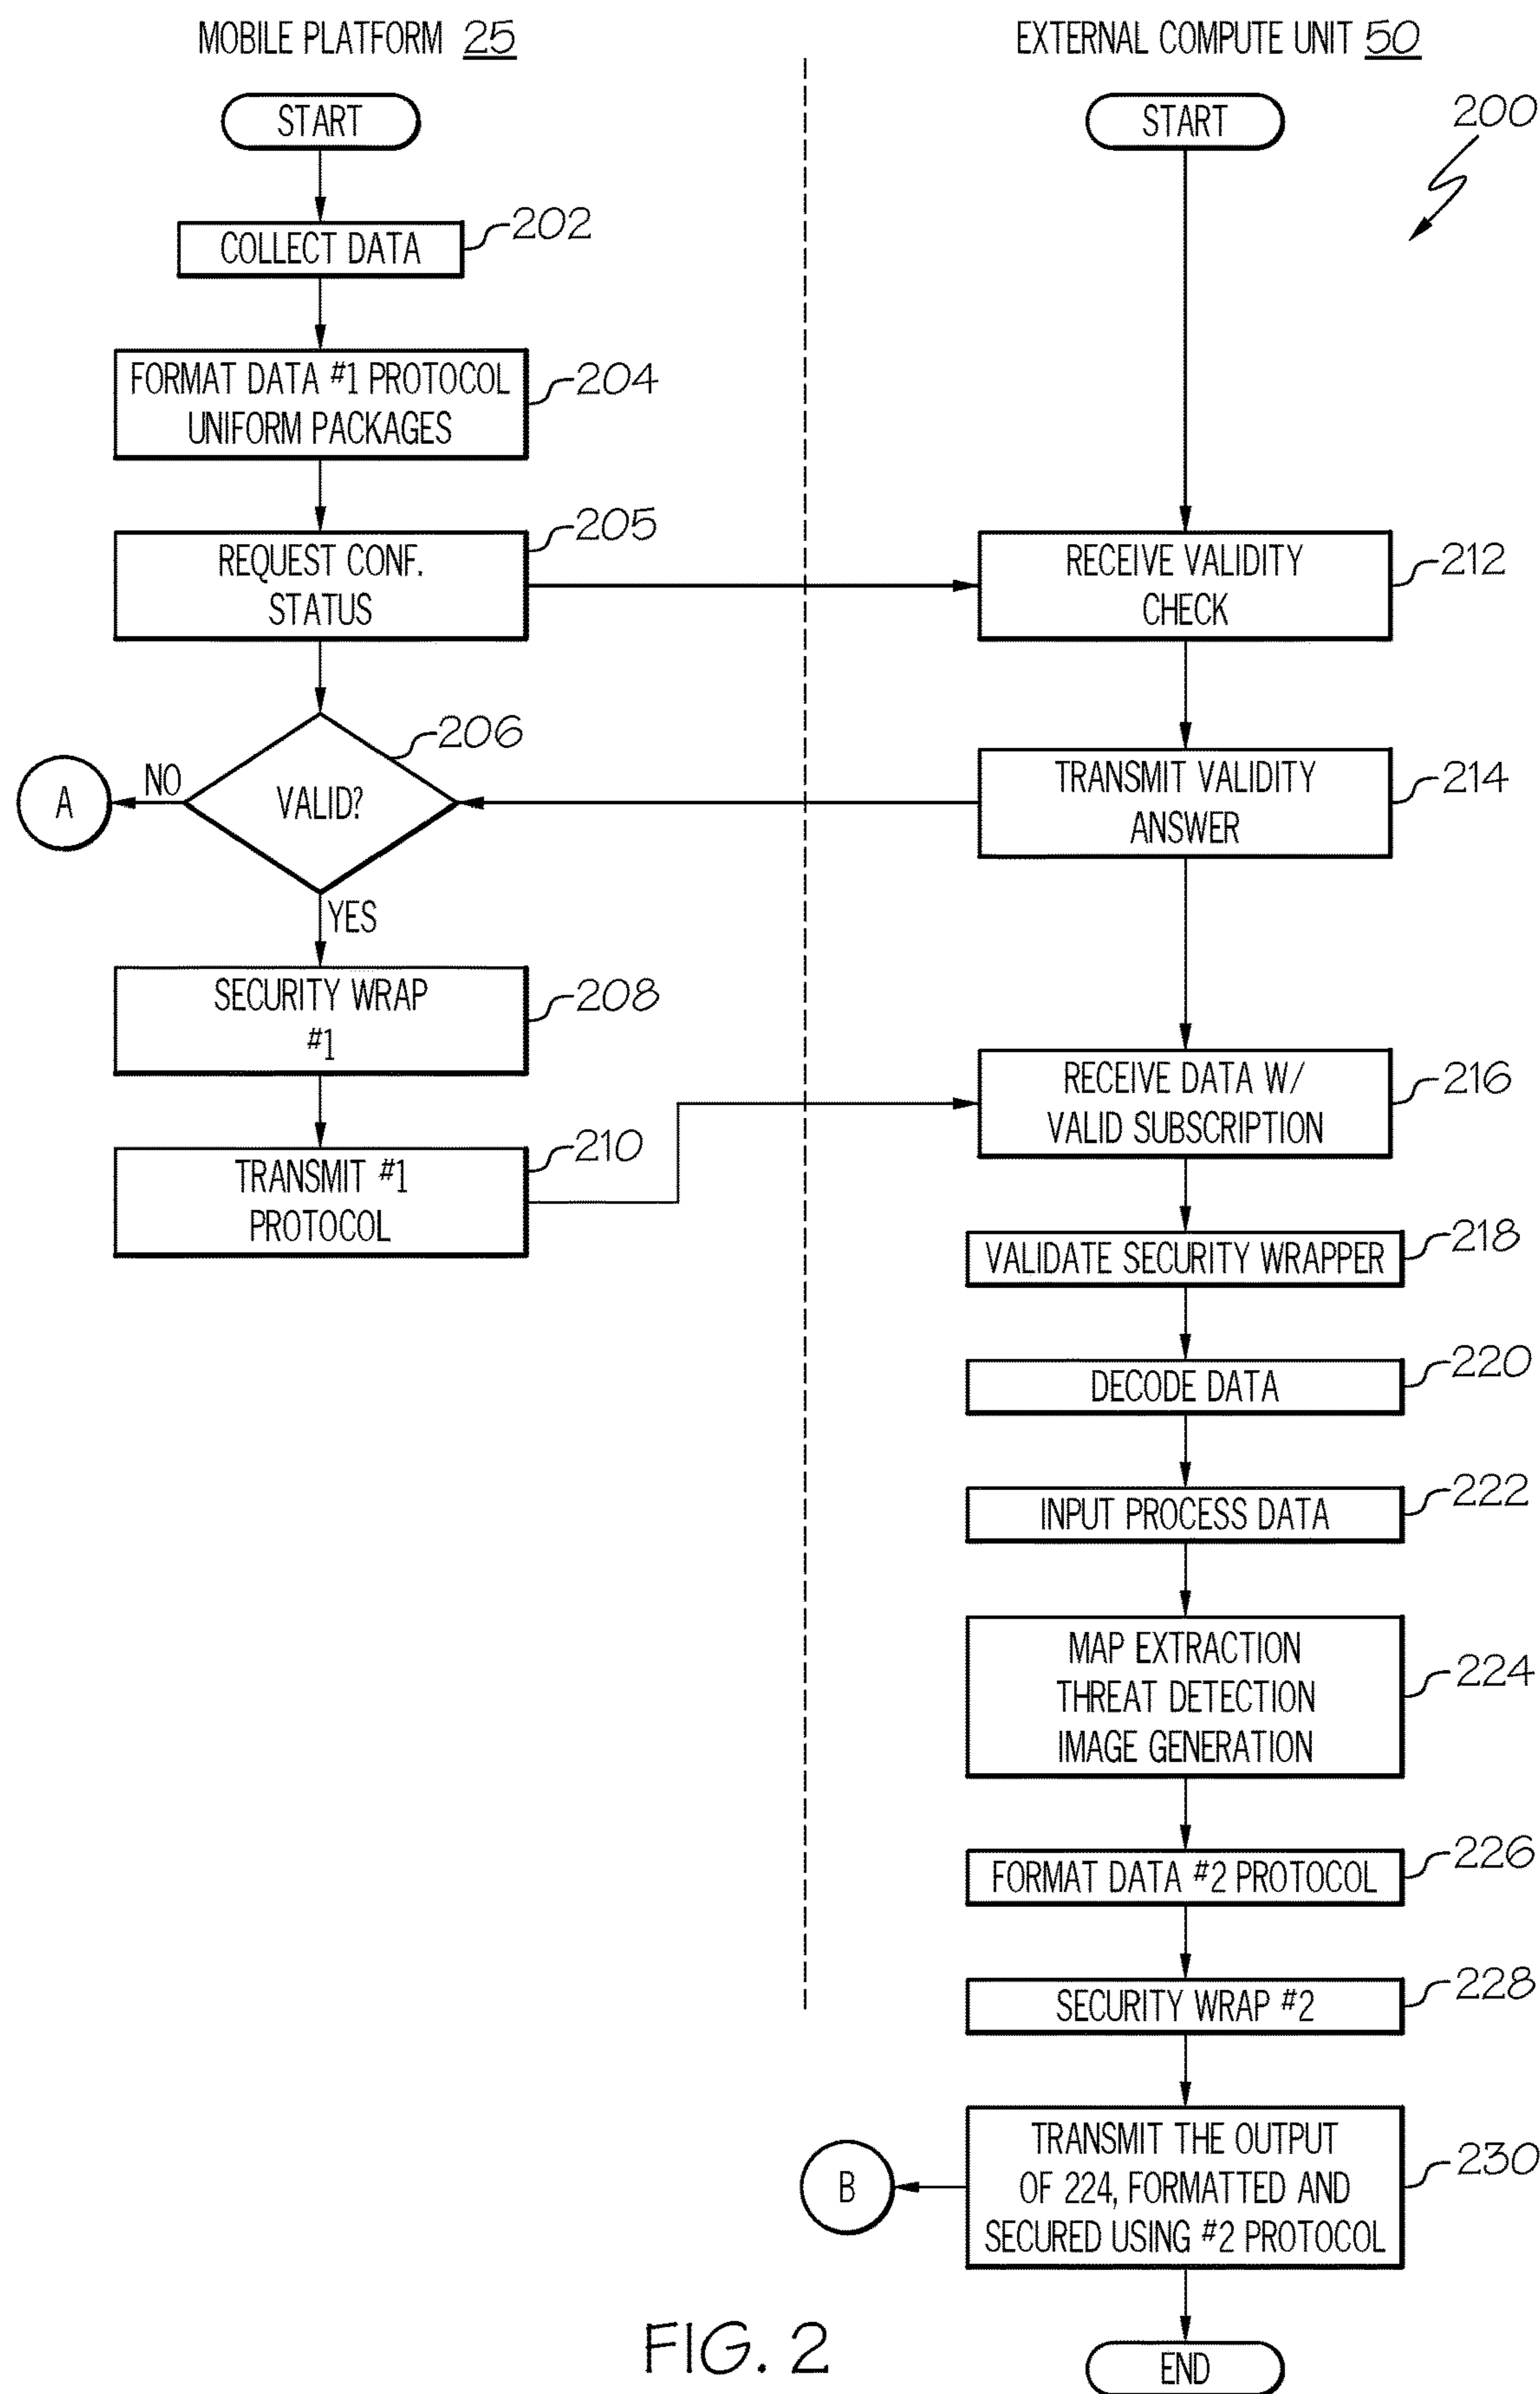 MOBILE PLATFORM 25
EXTERNAL COMPUTE UNIT 50
START
START
200
COLLECT DATA
202
FORMAT DATA #1 PROTOCOL
UNIFORM PACKAGES
204
REQUEST CONF.
STATUS
205
RECEIVE VALIDITY
CHECK
212
VALID?
206
NO
A
YES
TRANSMIT VALIDITY
ANSWER
214
SECURITY WRAP
#1
208
RECEIVE DATA W/
VALID SUBSCRIPTION
216
TRANSMIT #1
PROTOCOL
210
VALIDATE SECURITY WRAPPER
218
DECODE DATA
220
INPUT PROCESS DATA
222
MAP EXTRACTION
THREAT DETECTION
IMAGE GENERATION
224
FORMAT DATA #2 PROTOCOL
226
SECURITY WRAP #2
228
TRANSMIT THE OUTPUT
OF 224, FORMATTED AND
SECURED USING #2 PROTOCOL
230
B
END
FIG. 2